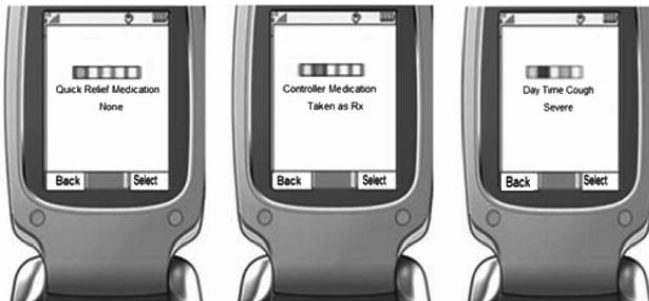 Quick Relief Medication
None
Back Select
Controller Medication
Taken as Rx
Back Select
Day Time Cough
Severe
Back Select